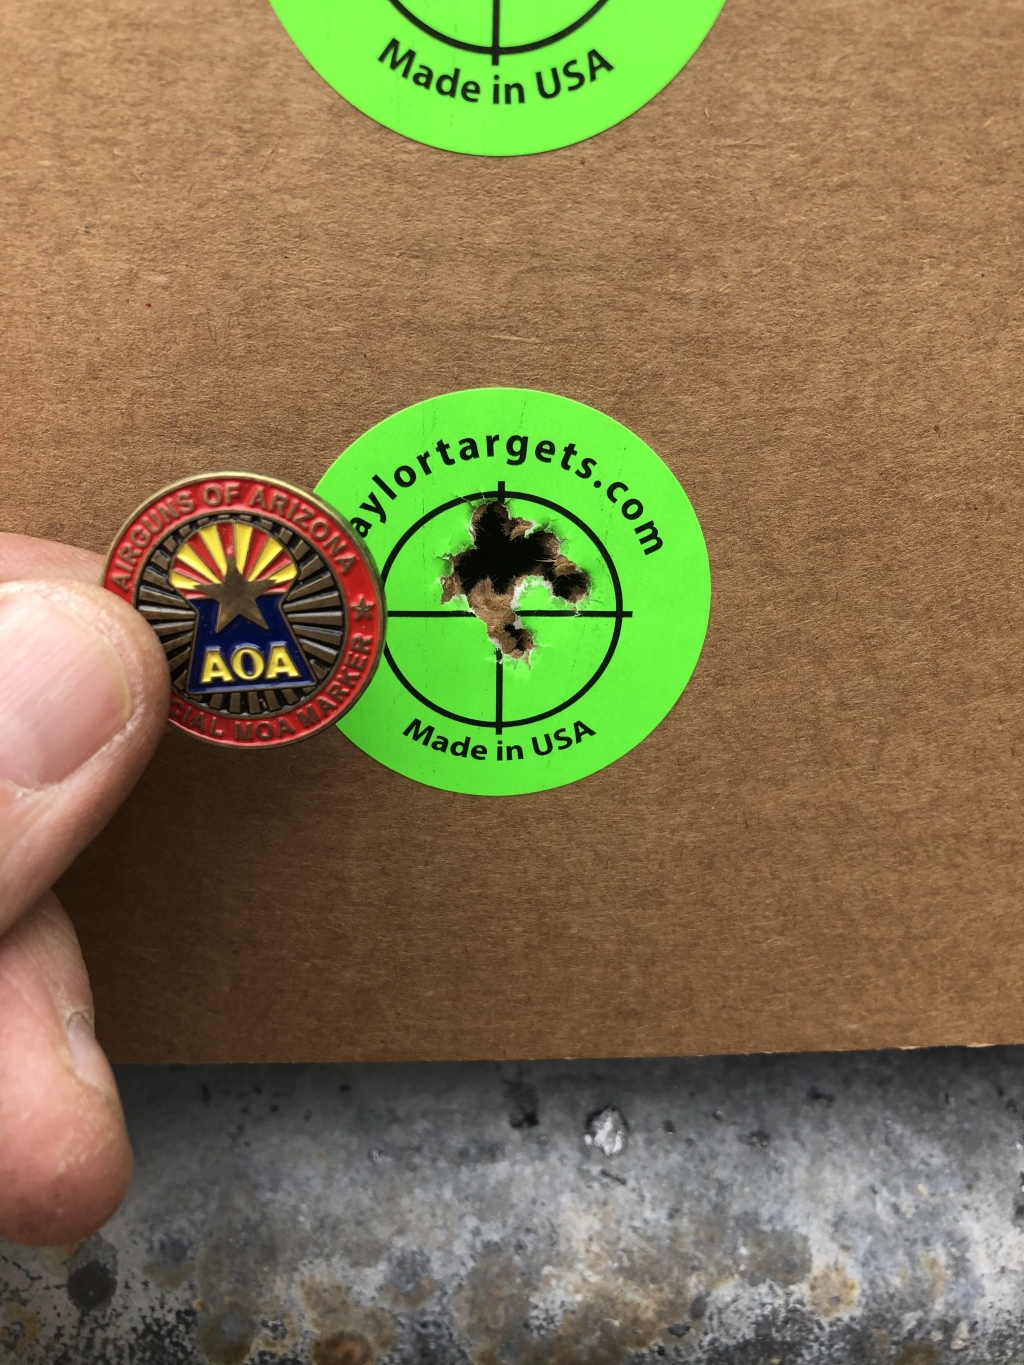 Made in USA
aylortargets.com
AIRGUNS OF ARIZONA
AOA
CIAL MOA MARKER
Made in USA